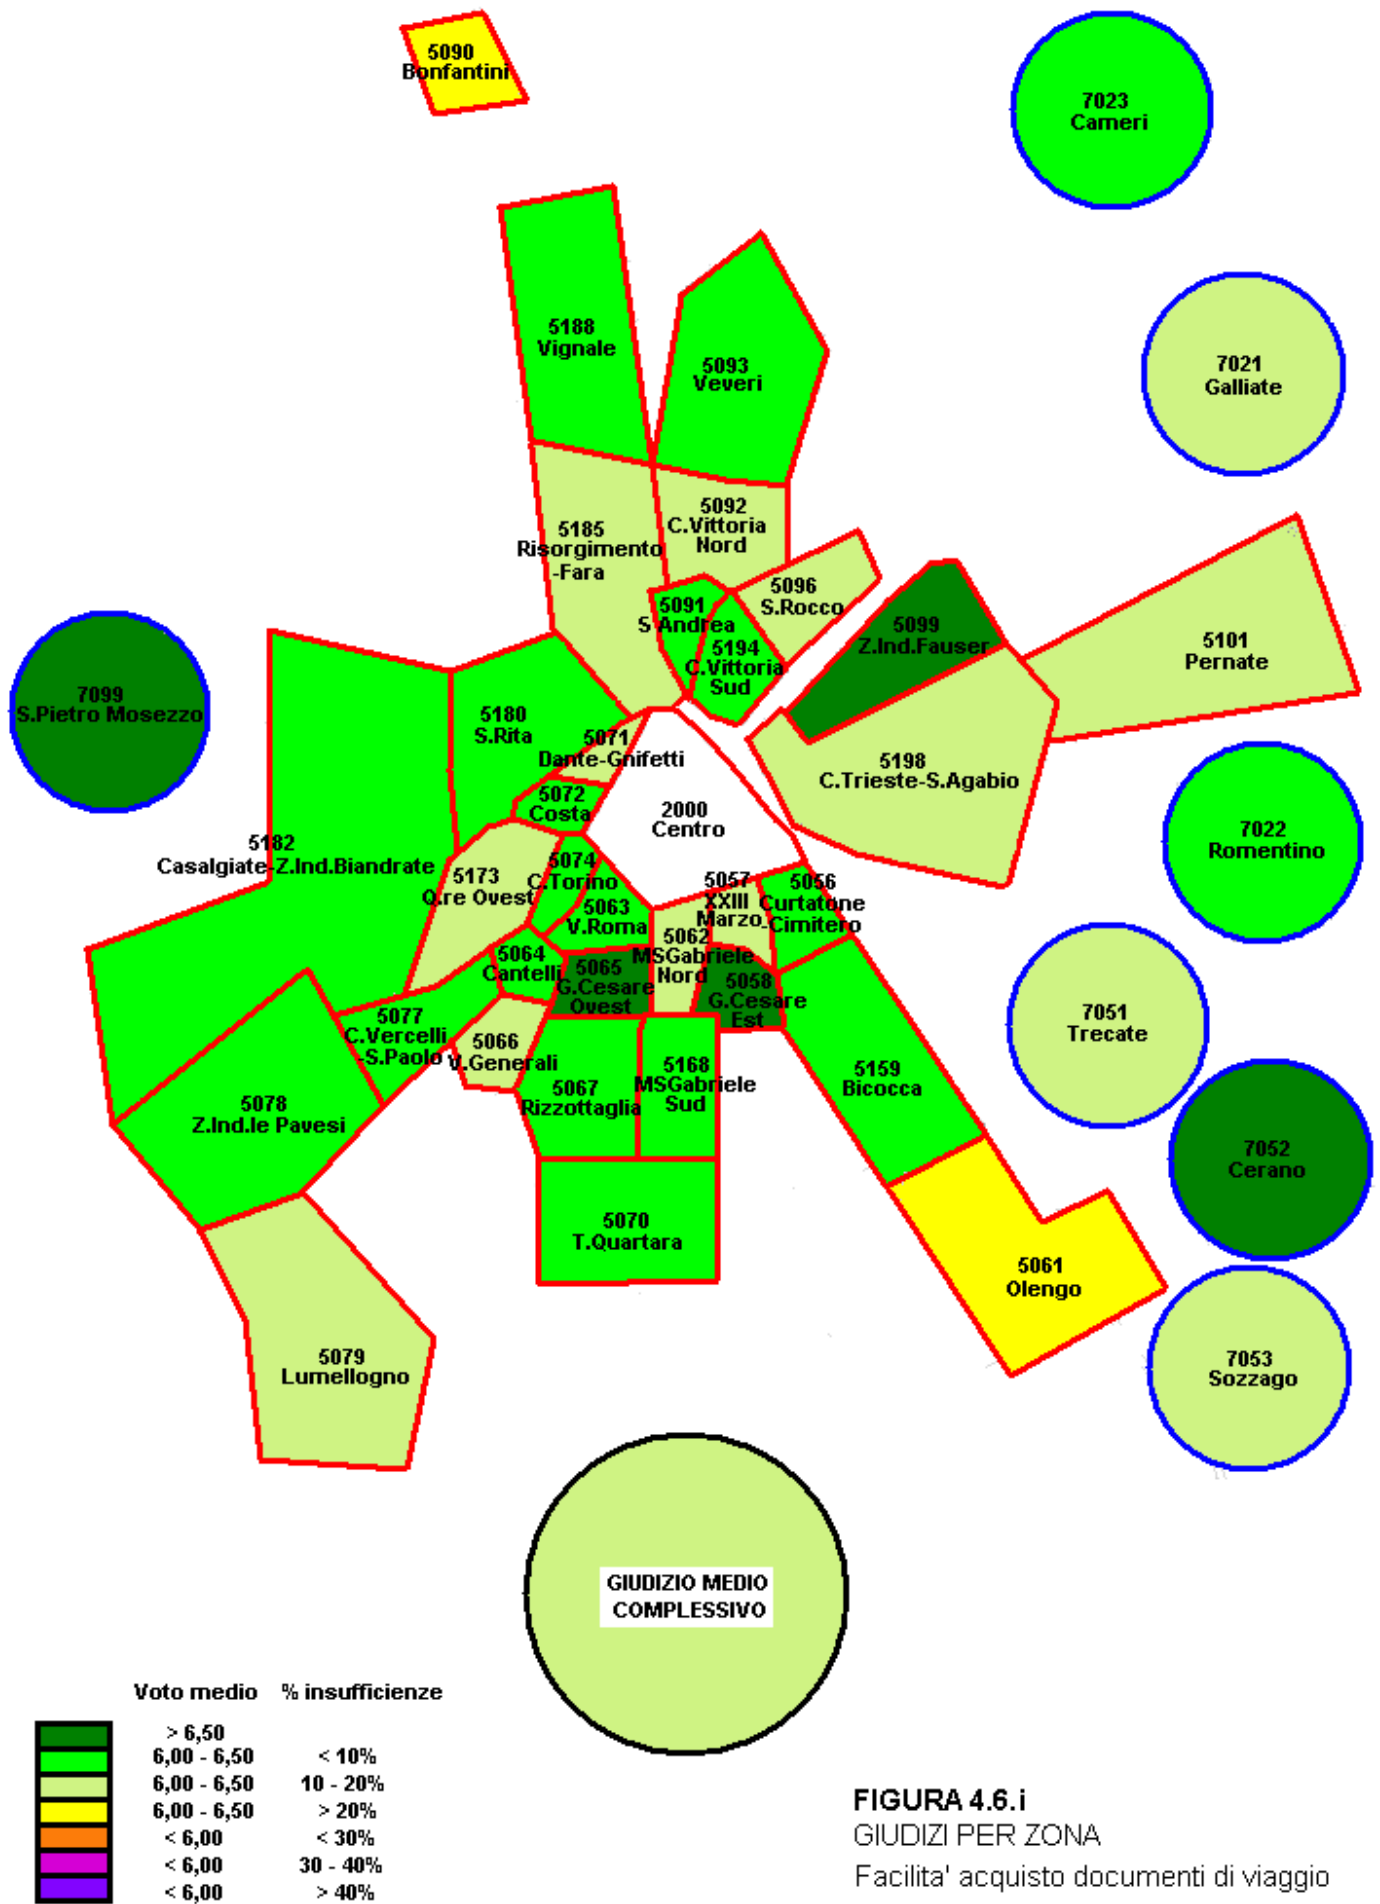 5090
Bonfantini
7023
Cameri
5188
Vignale
5093
Veveri
7021
Galliate
5092
C.Vittoria
Nord
5185
Risorgimento
-Fara
5096
S.Rocco
5091
S.Andrea
5099
Z.Ind.Fauser
5101
Pernate
5194
C.Vittoria
Sud
7099
S.Pietro Mosezzo
5180
S.Rita
5071
Dante-Gnifetti
5198
C.Trieste-S.Agabio
5072
Costa
2000
Centro
7022
Romentino
5182
Casalgiate-Z.Ind.Biandrate
5173
Q.re Ovest
5074
C.Torino
5063
V.Roma
5057
XXIII
Marzo
5056
Curtatone
-Cimitero
5062
MSGabriele
Nord
5064
Cantelli
5065
G.Cesare
Ovest
5058
G.Cesare
Est
7051
Trecate
5077
C.Vercelli
-S.Paolo
5066
V.Generali
5067
Rizzottaglia
5168
MSGabriele
Sud
5159
Bicocca
5078
Z.Ind.le Pavesi
7052
Cerano
5070
T.Quartara
5061
Olengo
5079
Lumellogno
7053
Sozzago
GIUDIZIO MEDIO
COMPLESSIVO
Voto medio % insufficienze
> 6,50
6,00 - 6,50 < 10%
6,00 - 6,50 10 - 20%
6,00 - 6,50 > 20%
< 6,00 < 30%
< 6,00 30 - 40%
< 6,00 > 40%
FIGURA 4.6.i
GIUDIZI PER ZONA
Facilita' acquisto documenti di viaggio